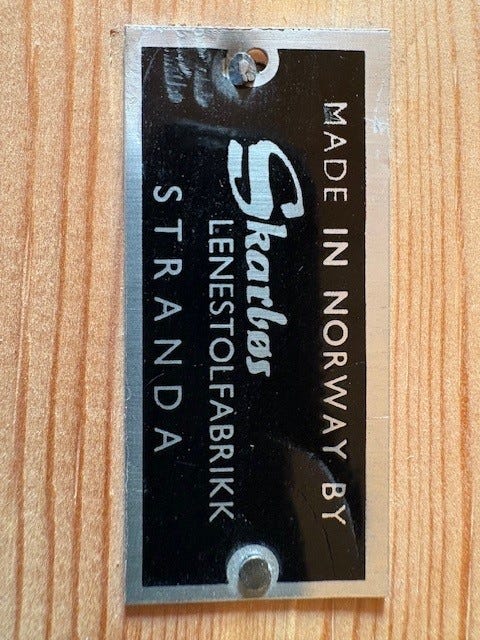 MADE IN NORWAY BY
Skarbøs
LENESTOLFABRIKK
STRANDA